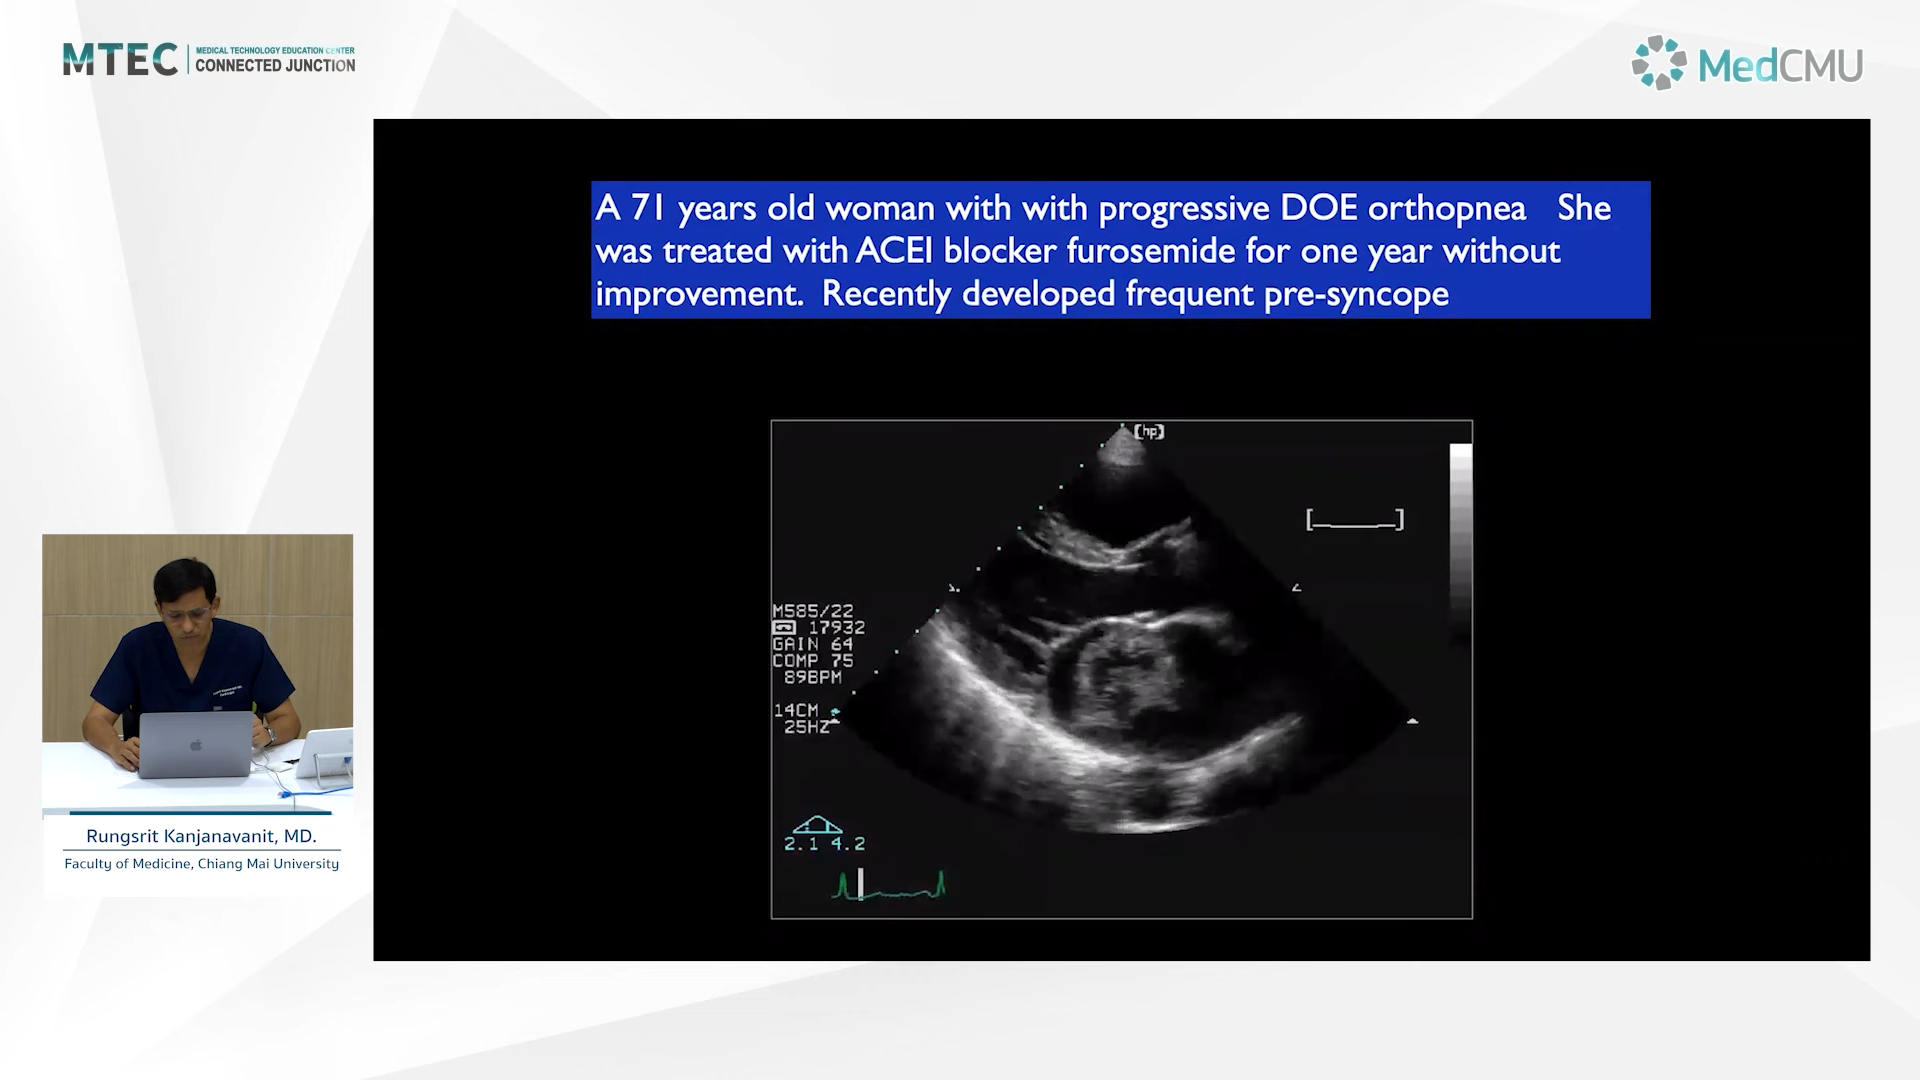 MTEC
MEDICAL TECHNOLOGY EDUCATION CENTER
CONNECTED JUNCTION
MedCMU
A 71 years old woman with with progressive DOE orthopnea She
was treated with ACEI blocker furosemide for one year without
improvement. Recently developed frequent pre-syncope
[hp]
M585/22
17932
GAIN 64
COMP 75
89BPM
14CM
25HZ
2.1 4.2
Rungsrit Kanjanavanit, MD.
Faculty of Medicine, Chiang Mai University